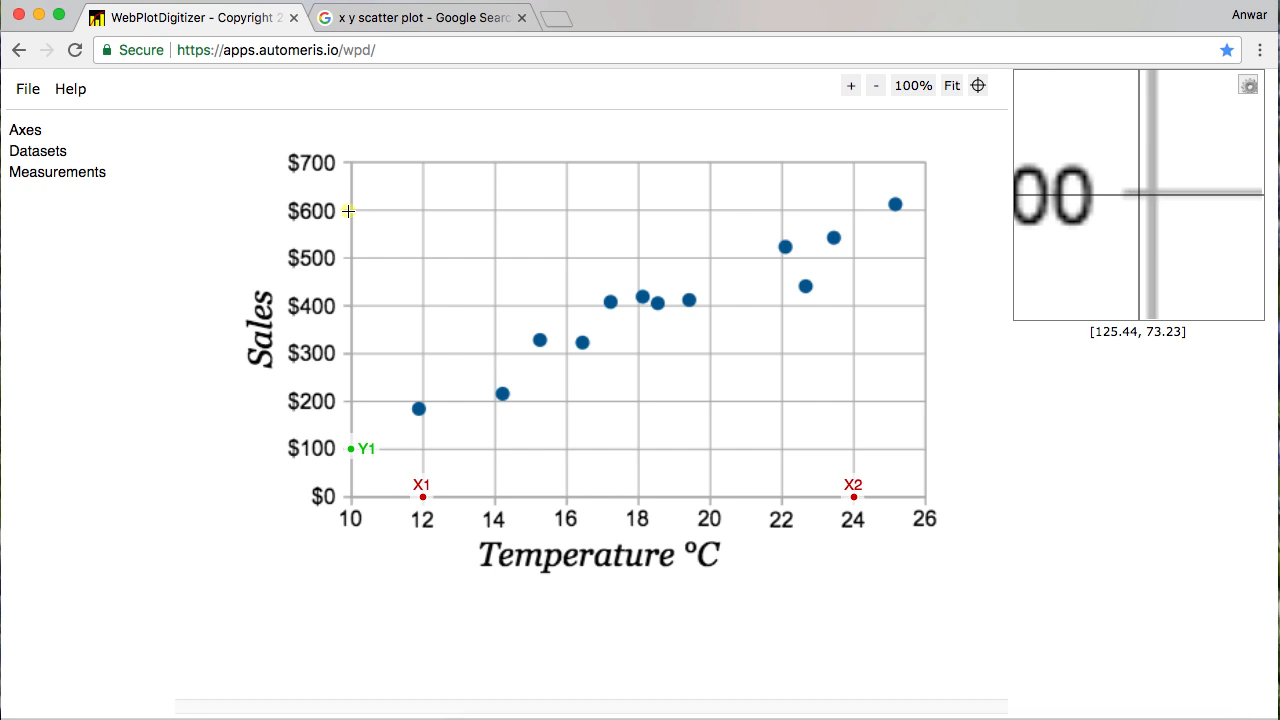 WebPlotDigitizer - Copyright 2
x y scatter plot - Google Searc
Anwar
Secure
https://apps.automeris.io/wpd/
File
Help
+
-
100%
Fit
Axes
Datasets
Measurements
$700
$600
$500
$400
$300
$200
$100
$0
Sales
Y1
X1
X2
10
12
14
16
18
20
22
24
26
Temperature ºC
00
[125.44, 73.23]